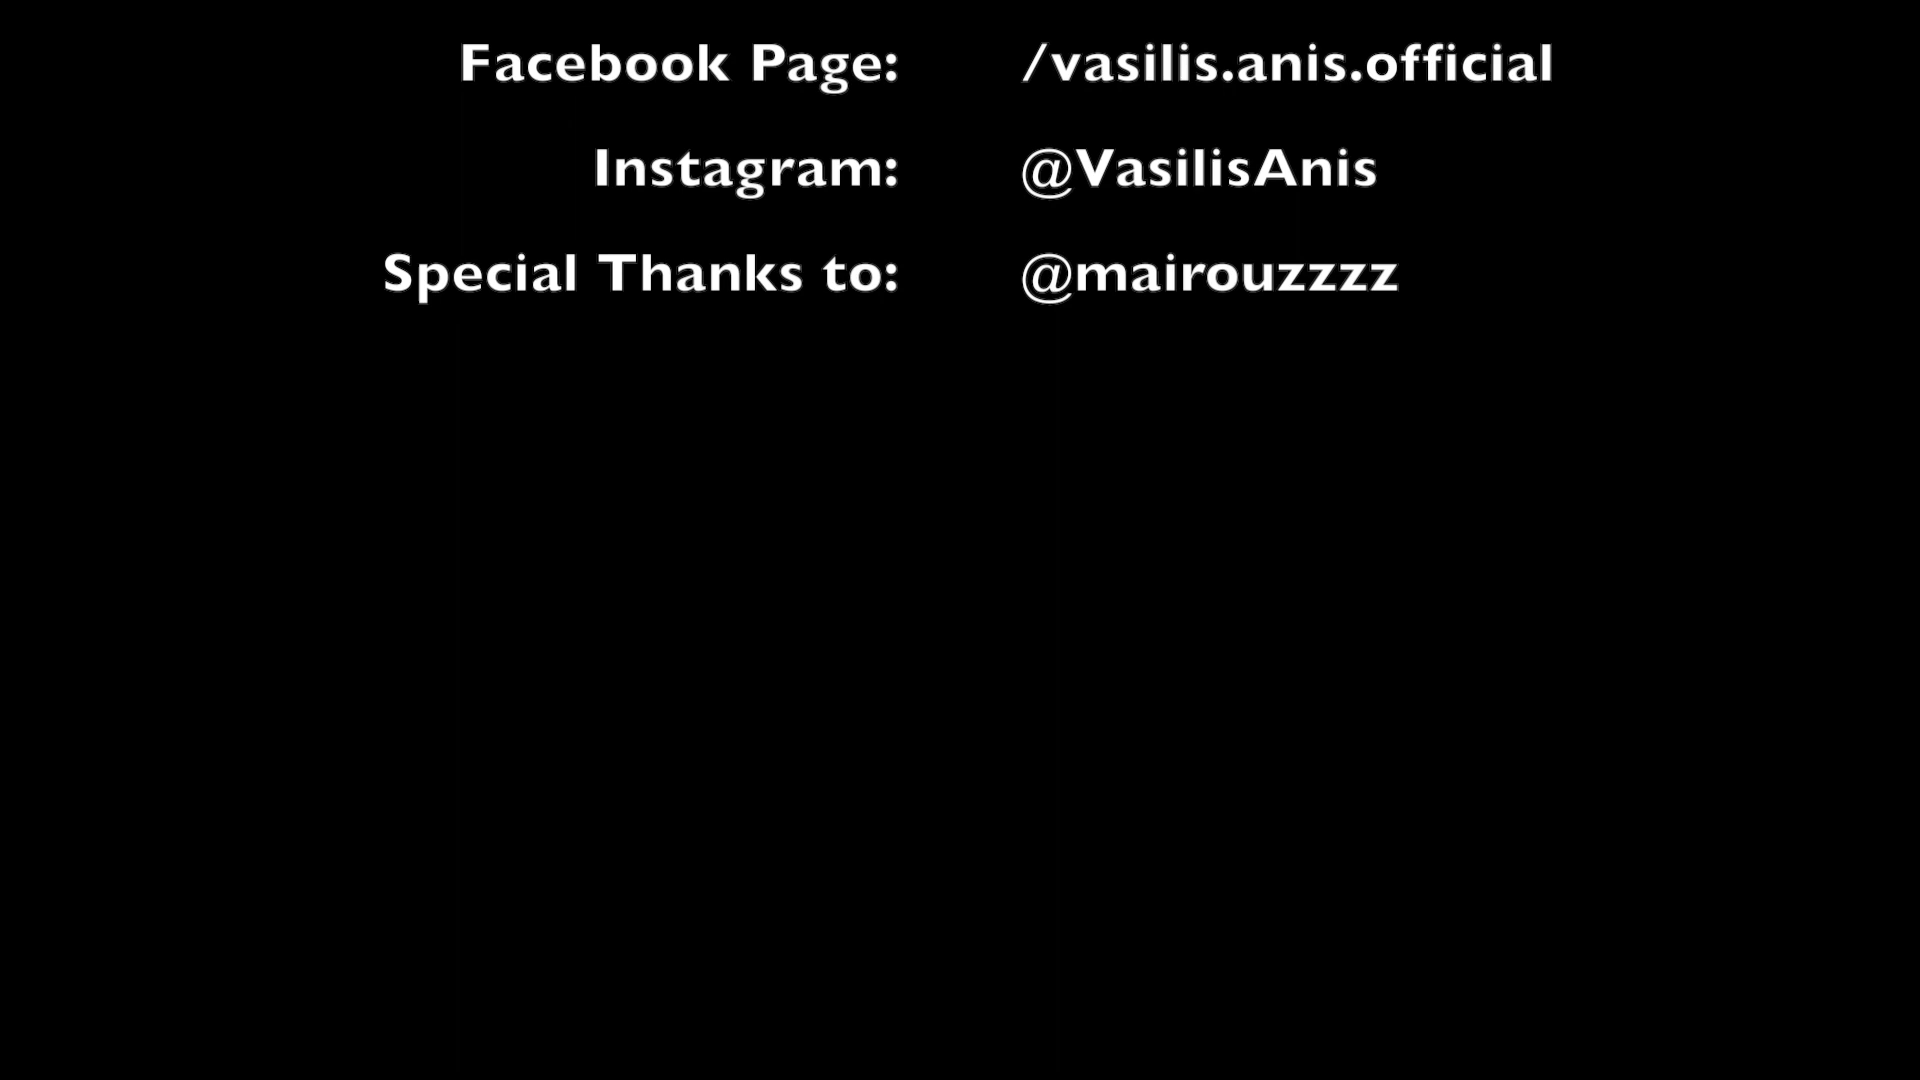 Facebook Page: /vasilis.anis.official
Instagram: @VasilisAnis
Special Thanks to: @mairouzzzz